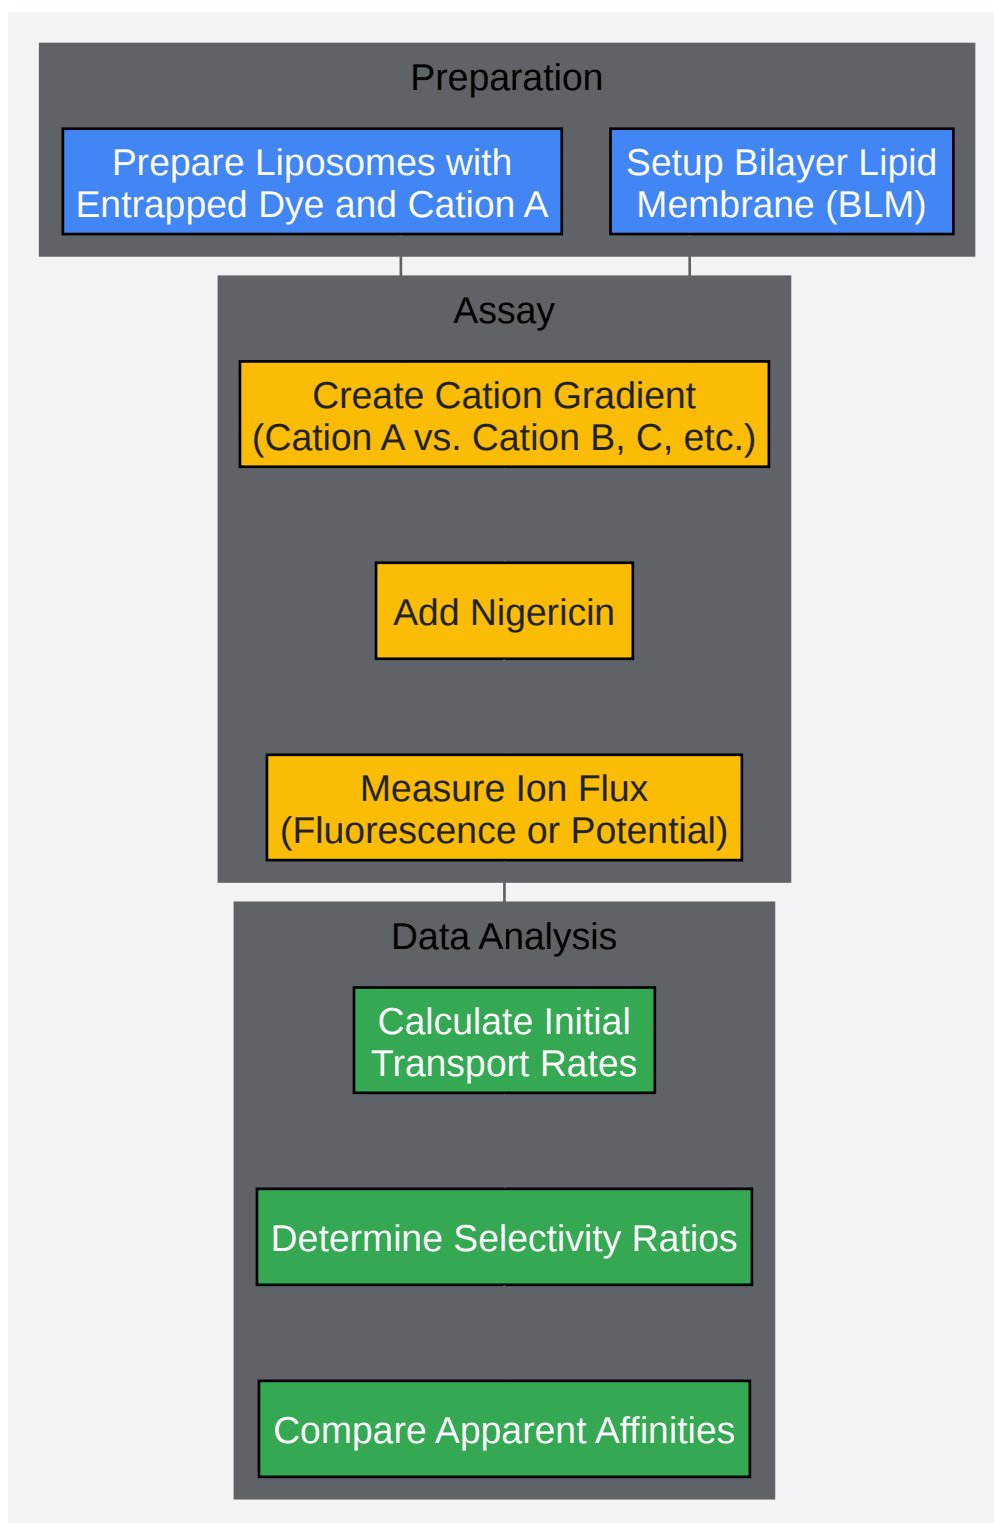 Preparation
Prepare Liposomes with
Entrapped Dye and Cation A
Setup Bilayer Lipid
Membrane (BLM)
Assay
Create Cation Gradient
(Cation A vs. Cation B, C, etc.)
Add Nigericin
Measure Ion Flux
(Fluorescence or Potential)
Data Analysis
Calculate Initial
Transport Rates
Determine Selectivity Ratios
Compare Apparent Affinities